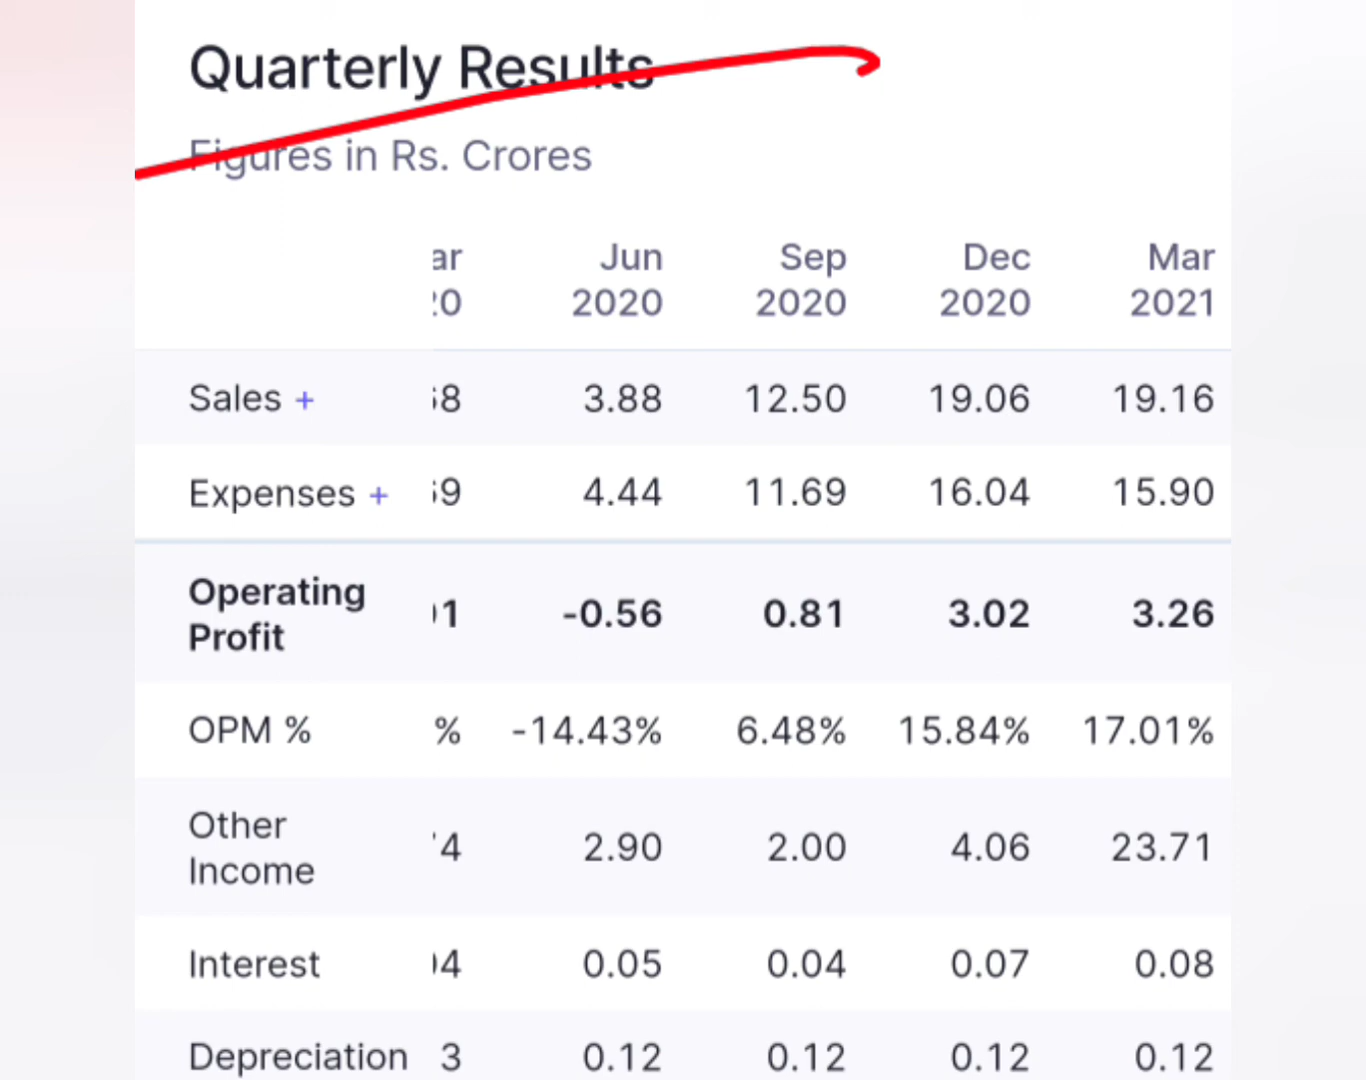 Quarterly Results
Figures in Rs. Crores
Jun Sep Dec Mar
2020 2020 2020 2021
Sales + 3.88 12.50 19.06 19.16
Expenses + 4.44 11.69 16.04 15.90
Operating
Profit -0.56 0.81 3.02 3.26
OPM % % -14.43% 6.48% 15.84% 17.01%
Other
Income 4 2.90 2.00 4.06 23.71
Interest 0.05 0.04 0.07 0.08
Depreciation 3 0.12 0.12 0.12 0.12